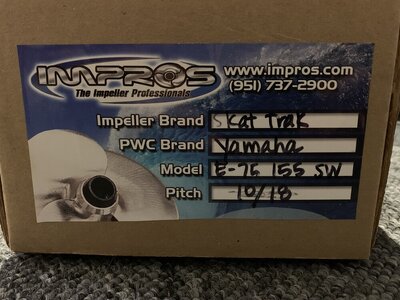 IMPROS
The Impeller Professionals
www.impros.com
(951) 737-2900
Impeller Brand Skat Trak
PWC Brand Yamaha
Model E-75 155 SW
Pitch 10/18